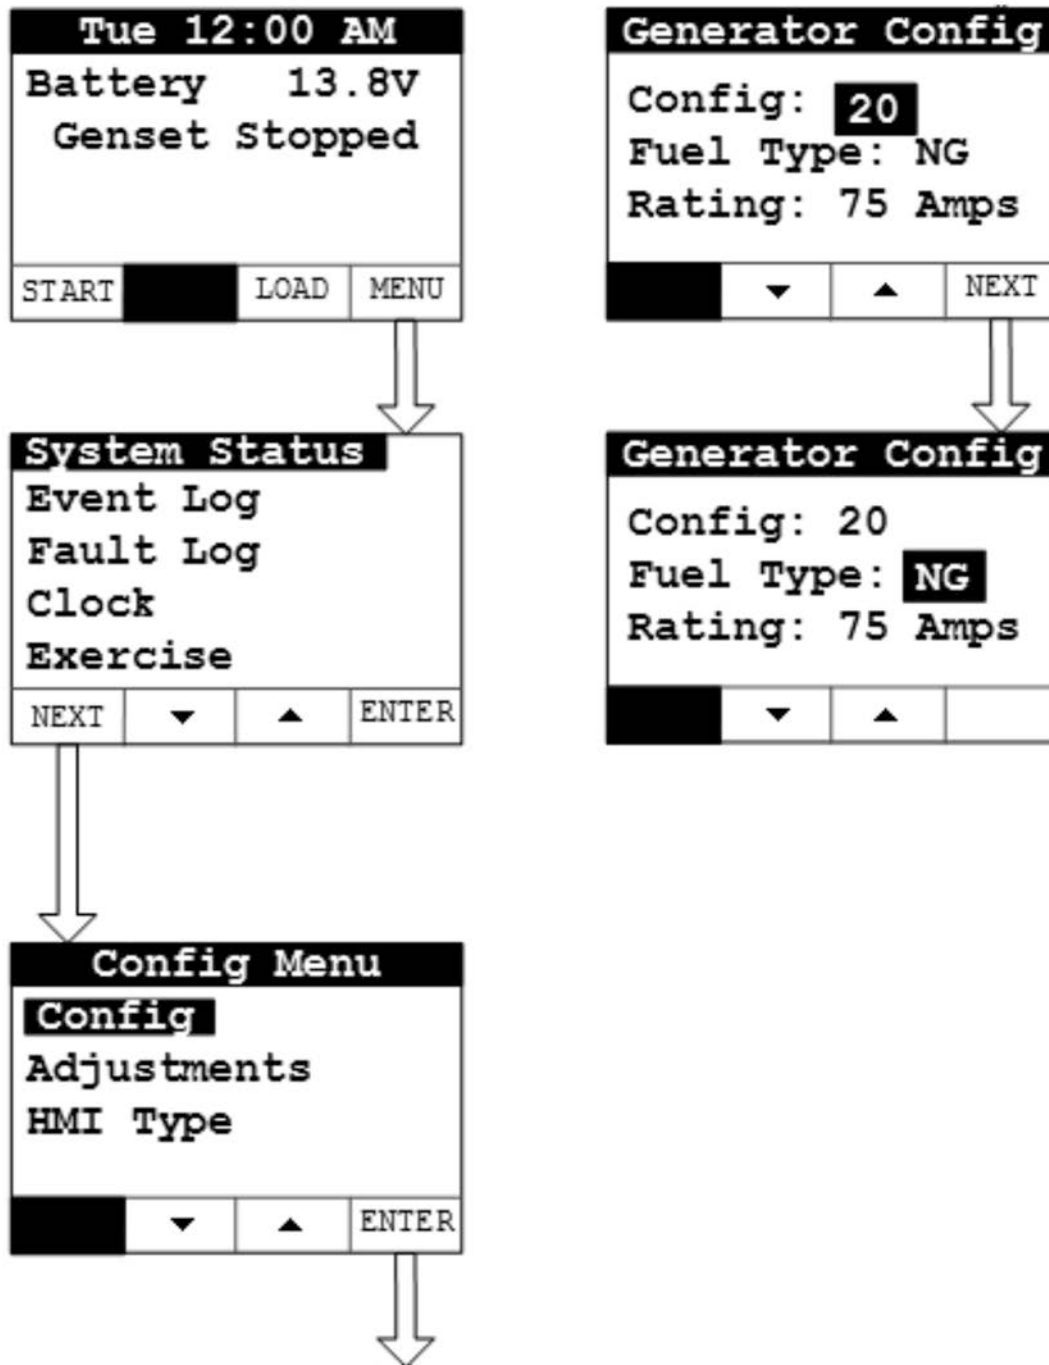 Tue 12:00 AM
Battery 13.8V
Genset Stopped
START LOAD MENU
System Status
Event Log
Fault Log
Clock
Exercise
NEXT ▼ ▲ ENTER
Config Menu
Config
Adjustments
HMI Type
▼ ▲ ENTER
Generator Config
Config: 20
Fuel Type: NG
Rating: 75 Amps
▼ ▲ NEXT
Generator Config
Config: 20
Fuel Type: NG
Rating: 75 Amps
▼ ▲